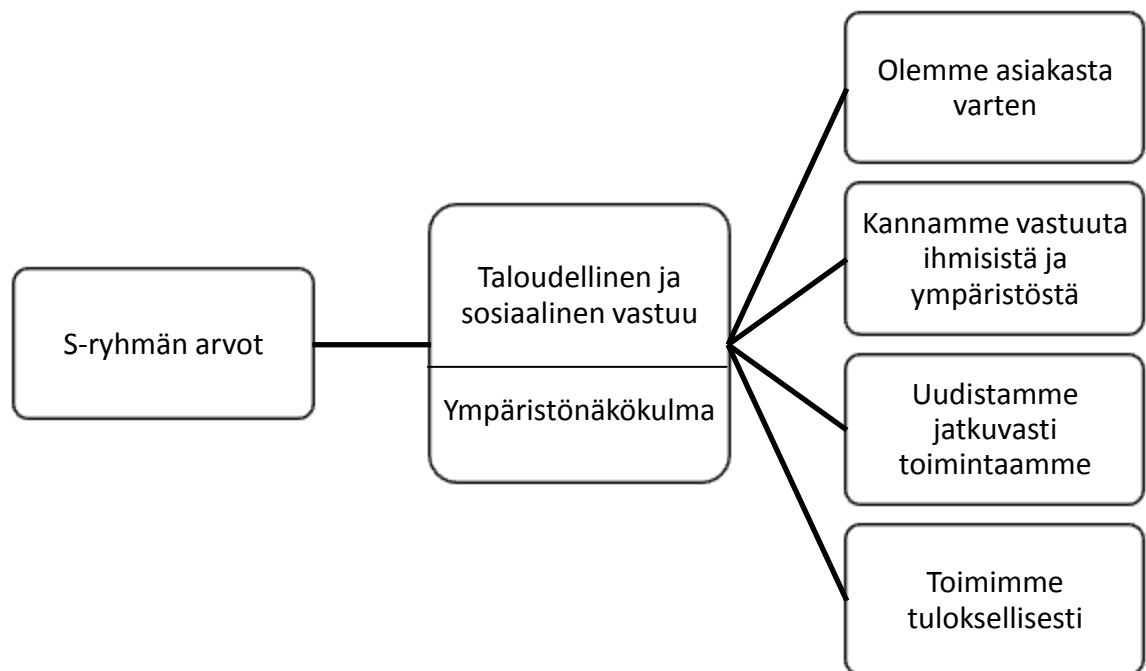 S-ryhmän arvot
Taloudellinen ja
sosiaalinen vastuu
Ympäristönäkökulma
Olemme asiakasta
varten
Kannamme vastuuta
ihmisistä ja
ympäristöstä
Uudistamme
jatkuvasti
toimintaamme
Toimimme
tuloksellisesti